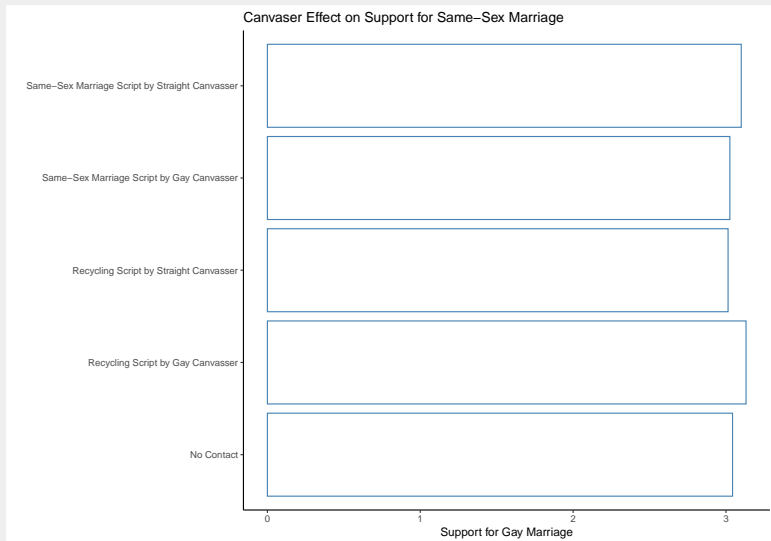 Canvaser Effect on Support for Same−Sex Marriage
Same−Sex Marriage Script by Straight Canvasser
Same−Sex Marriage Script by Gay Canvasser
Recycling Script by Straight Canvasser
Recycling Script by Gay Canvasser
No Contact
0 1 2 3
Support for Gay Marriage